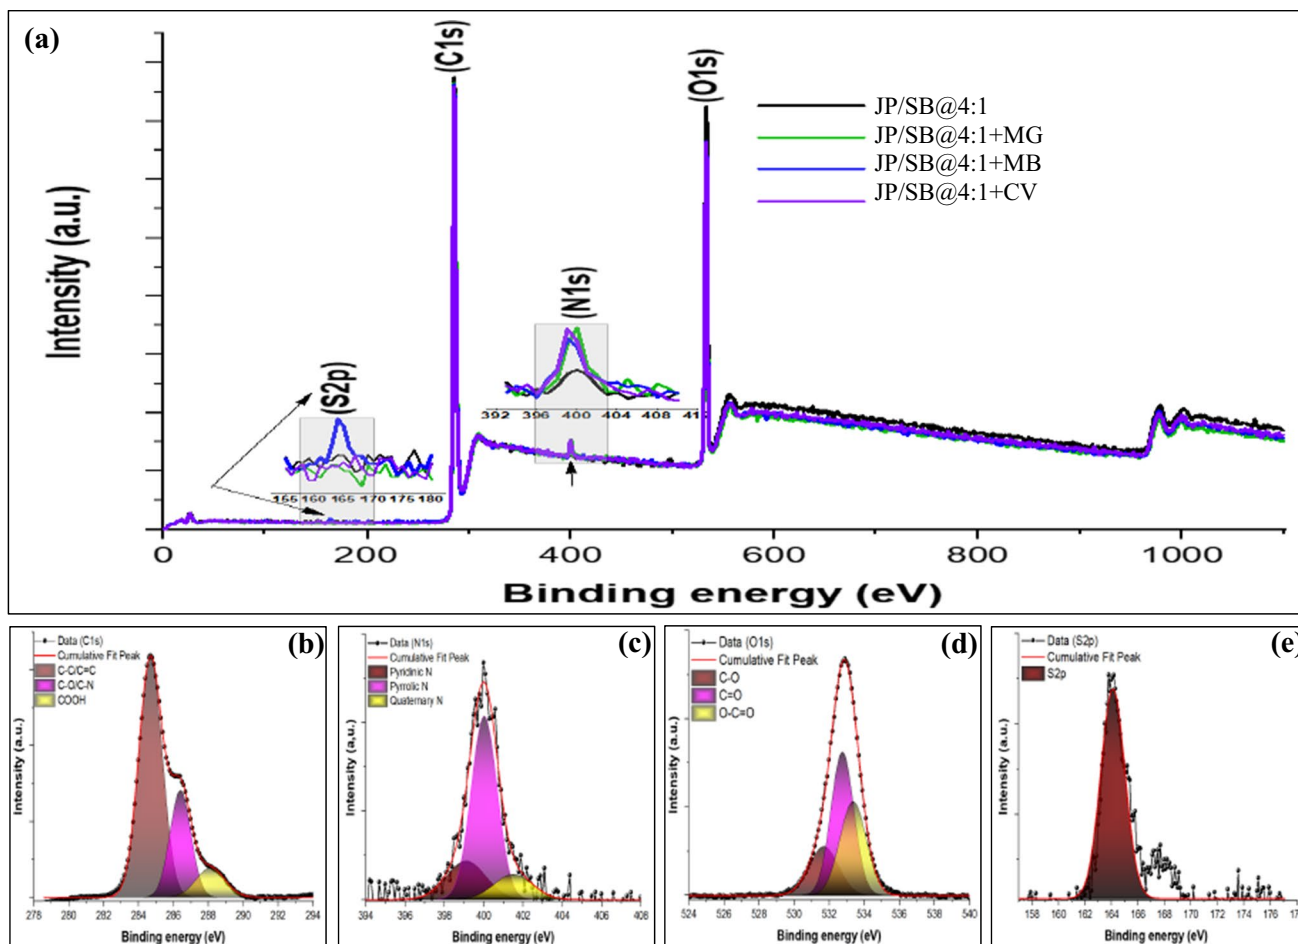 (a)
(C1s)
(O1s)
(N1s)
(S2p)
JP/SB@4:1
JP/SB@4:1+MG
JP/SB@4:1+MB
JP/SB@4:1+CV
Intensity (a.u.)
392 396 400 404 408 41
155 160 165 170 175 180
0 200 400 600 800 1000
Binding energy (eV)
(b)
Data (C1s)
Cumulative Fit Peak
C-C/C=C
C-O/C-N
COOH
Intensity (a.u.)
278 280 282 284 286 288 290 292 294
Binding energy (eV)
(c)
Data (N1s)
Cumulative Fit Peak
Pyridinic N
Pyrrolic N
Quaternary N
Intensity (a,u.)
394 396 398 400 402 404 406 408
Binding energy (eV)
(d)
Data (O1s)
Cumulative Fit Peak
C-O
C=O
O-C=O
Intensity (a.u.)
524 526 528 530 532 534 536 538 540
Binding energy (eV)
(e)
Data (S2p)
Cumulative Fit Peak
S2p
Intensity (a.u.)
158 160 162 164 166 168 170 172 174 176 17
Binding energy (eV)